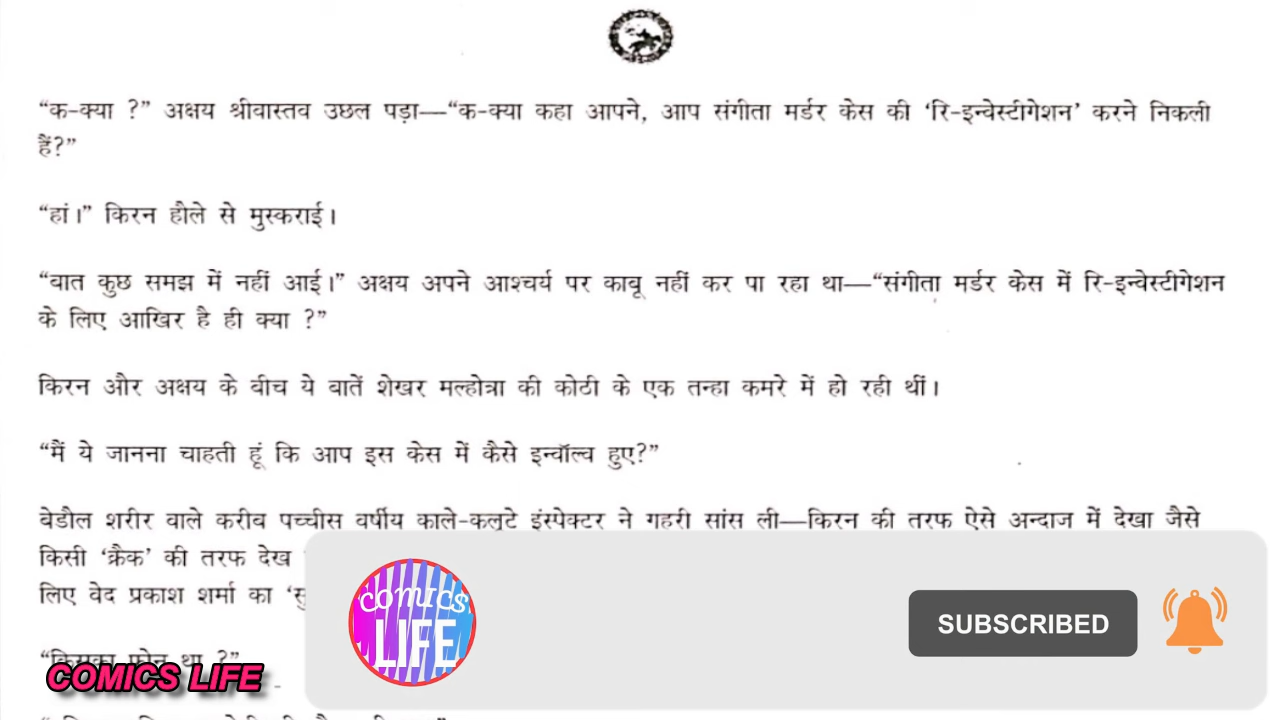 “क-क्या ?” अक्षय श्रीवास्तव उछल पड़ा—“क-क्या कहा आपने, आप संगीता मर्डर केस की ‘रि-इन्वेस्टीगेशन’ करने निकली
हैं?”
“हां।” किरन हौले से मुस्कराई।
“बात कुछ समझ में नहीं आई।” अक्षय अपने आश्चर्य पर काबू नहीं कर पा रहा था—“संगीता मर्डर केस में रि-इन्वेस्टीगेशन
के लिए आखिर है ही क्या ?”
किरन और अक्षय के बीच ये बातें शेखर मल्होत्रा की कोठी के एक तन्हा कमरे में हो रही थीं।
“मैं ये जानना चाहती हूं कि आप इस केस में कैसे इन्वॉल्व हुए?”
बेडौल शरीर वाले करीब पच्चीस वर्षीय काले-कलूटे इंस्पेक्टर ने गहरी सांस ली—किरन की तरफ ऐसे अन्दाज में देखा जैसे
किसी ‘क्रैक’ की तरफ देख
लिए वेद प्रकाश शर्मा का
comics
LIFE
SUBSCRIBED
“किसका फोन था ?”
COMICS LIFE